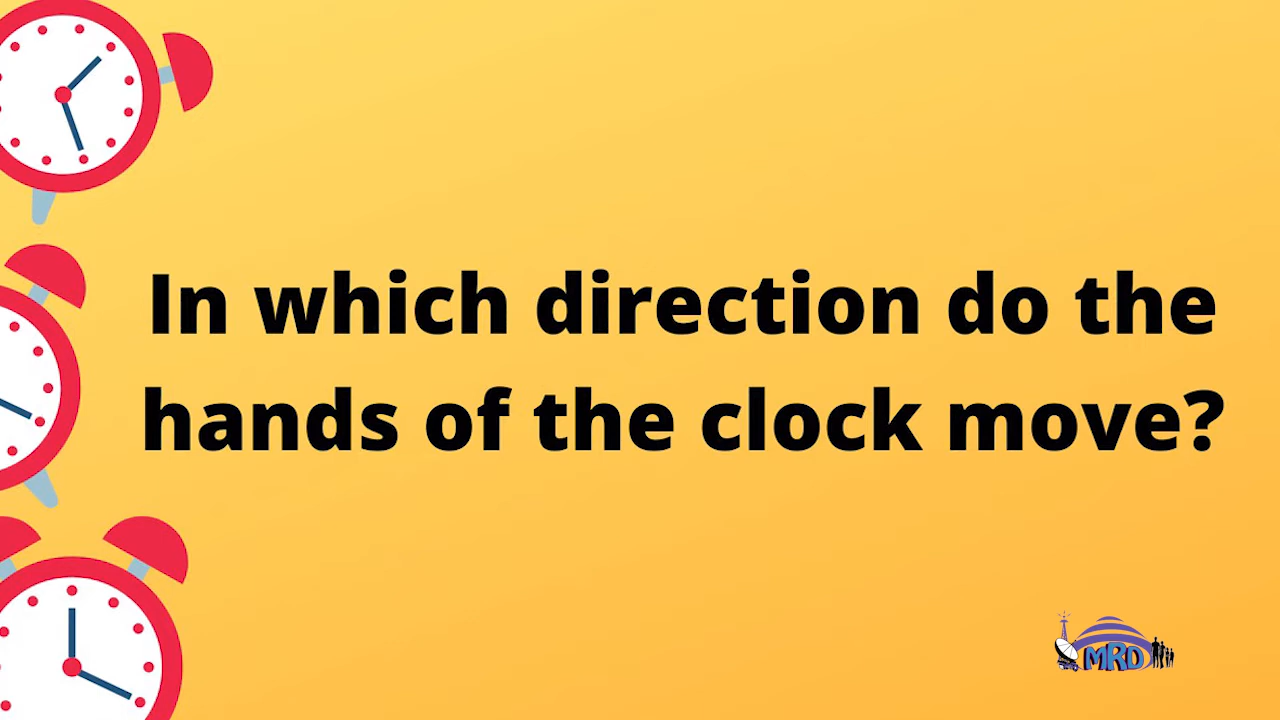 In which direction do the
hands of the clock move?
MRD